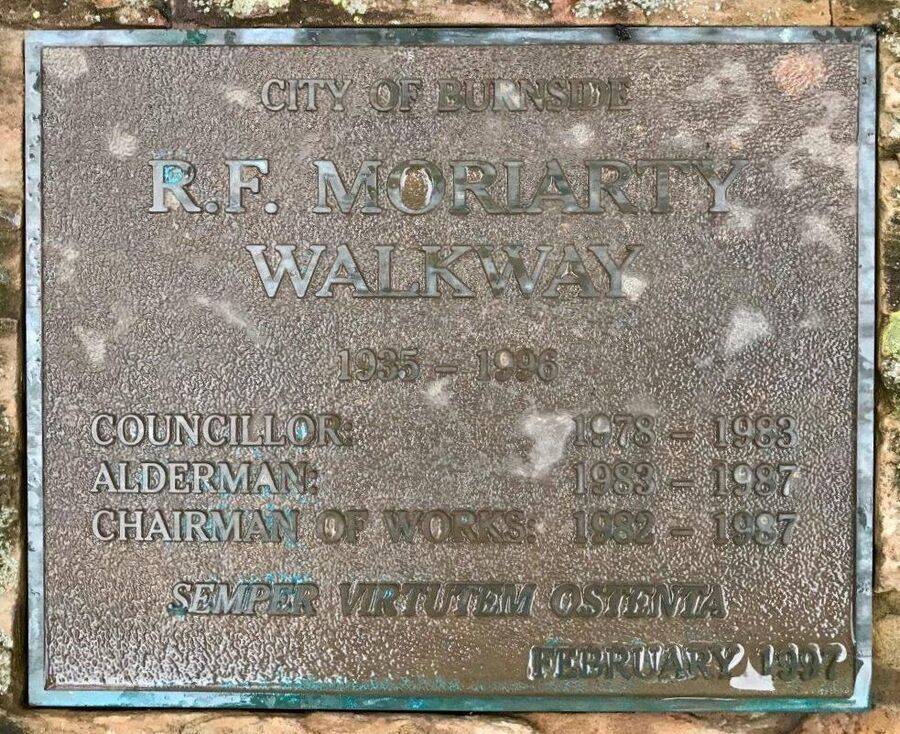 CITY OF BURNSIDE
R.F. MORIARTY
WALKWAY
1935 – 1996
COUNCILLOR: 1978 – 1983
ALDERMAN: 1983 – 1987
CHAIRMAN OF WORKS: 1982 – 1987
SEMPER VIRTUTEM OSTENTA
FEBRUARY 1997